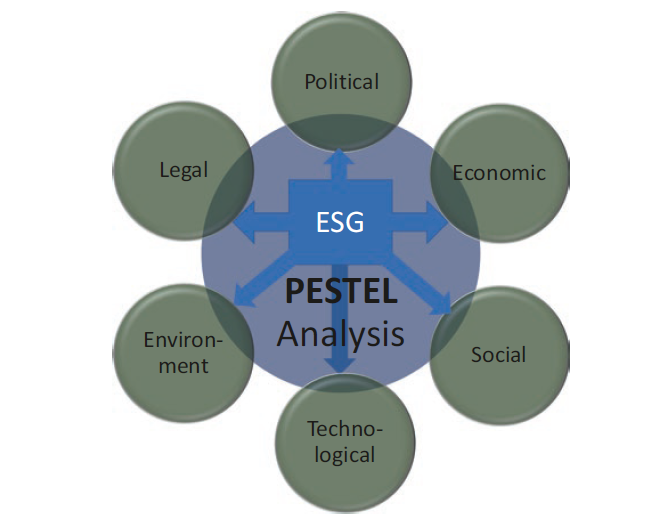 Political
Legal
Economic
ESG
PESTEL
Analysis
Environ-
ment
Social
Techno-
logical